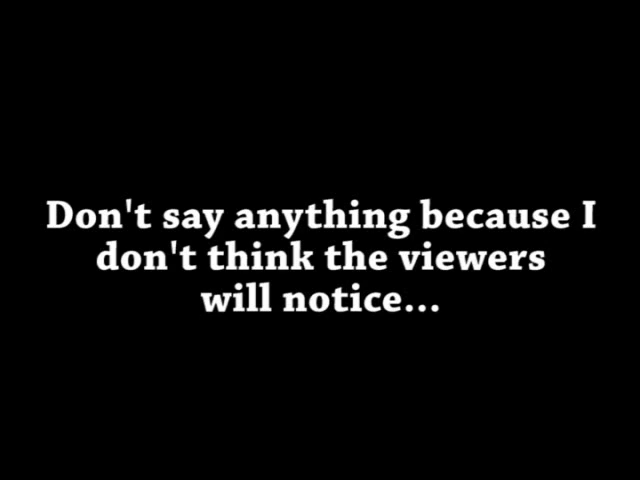 Don't say anything because I
don't think the viewers
will notice...